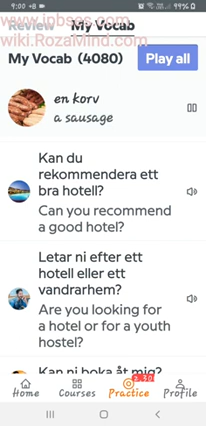 9:00 +B
99%
www.ipbses.com
wiki.RozaMind.com
Review My Vocab
My Vocab (4080) Play all
en korv
a sausage
Kan du
rekommendera ett
bra hotell?
Can you recommend
a good hotel?
Letar ni efter ett
hotell eller ett
vandrarhem?
Are you looking for
a hotel or for a youth
hostel?
Kan ni boka åt mig?
Home Courses Practice Profile